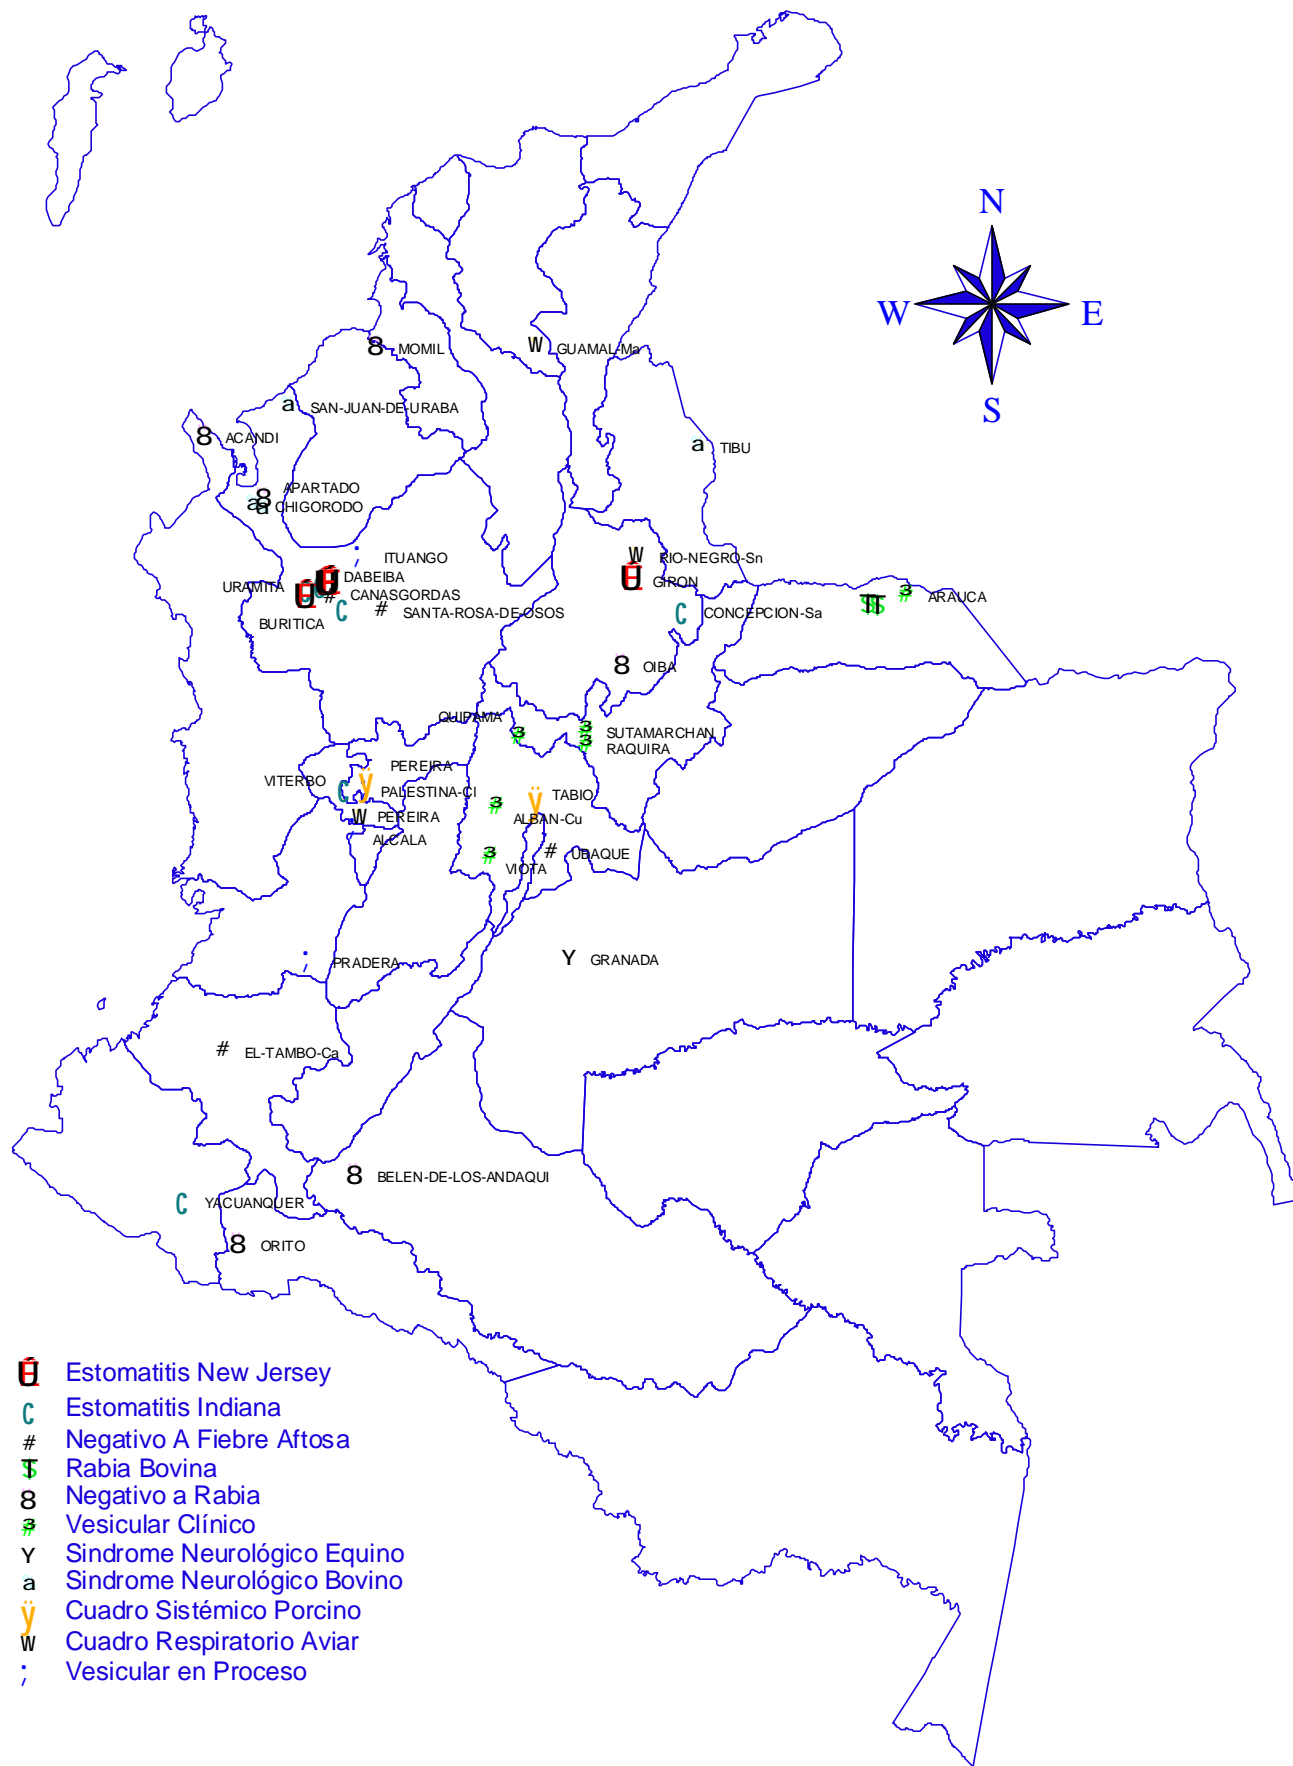 N
W E
S
MOMIL
GUAMAL-Ma
SAN-JUAN-DE-URABA
ACANDI
TIBU
APARTADO
CHIGORODO
ITUANGO
RIO-NEGRO-Sn
DABEIBA
GIRON
URAMITA
CANASGORDAS
ARAUCA
SANTA-ROSA-DE-OSOS
CONCEPCION-Sa
BURITICA
OIBA
QUIPAMA
SUTAMARCHAN
RAQUIRA
PEREIRA
VITERBO
PALESTINA-Cl
TABIO
PEREIRA
ALBAN-Cu
ALCALA
UBAQUE
VIOTA
GRANADA
PRADERA
EL-TAMBO-Ca
BELEN-DE-LOS-ANDAQUI
YACUANQUER
ORITO
Estomatitis New Jersey
C Estomatitis Indiana
# Negativo A Fiebre Aftosa
Rabia Bovina
8 Negativo a Rabia
Vesicular Clínico
Y Sindrome Neurológico Equino
a Sindrome Neurológico Bovino
ÿ Cuadro Sistémico Porcino
W Cuadro Respiratorio Aviar
; Vesicular en Proceso